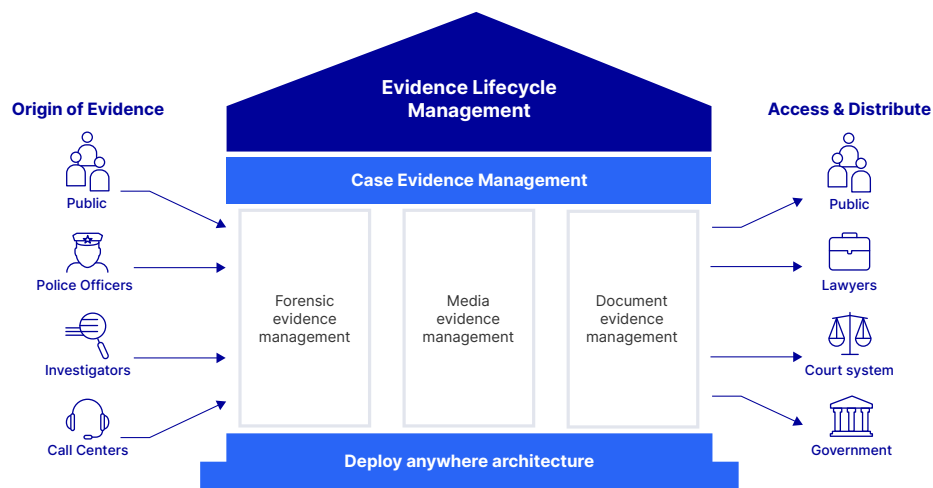 Evidence Lifecycle
Management
Origin of Evidence
Access & Distribute
Case Evidence Management
Public
Police Officers
Investigators
Call Centers
Forensic
evidence
management
Media
evidence
management
Document
evidence
management
Public
Lawyers
Court system
Government
Deploy anywhere architecture